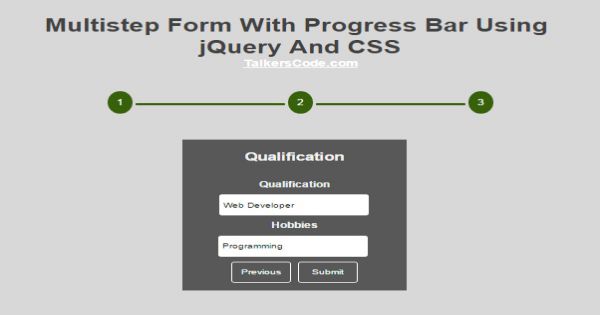 Multistep Form With Progress Bar Using
jQuery And CSS
TalkersCode.com
1 2 3
Qualification
Qualification
Web Developer
Hobbies
Programming
Previous Submit